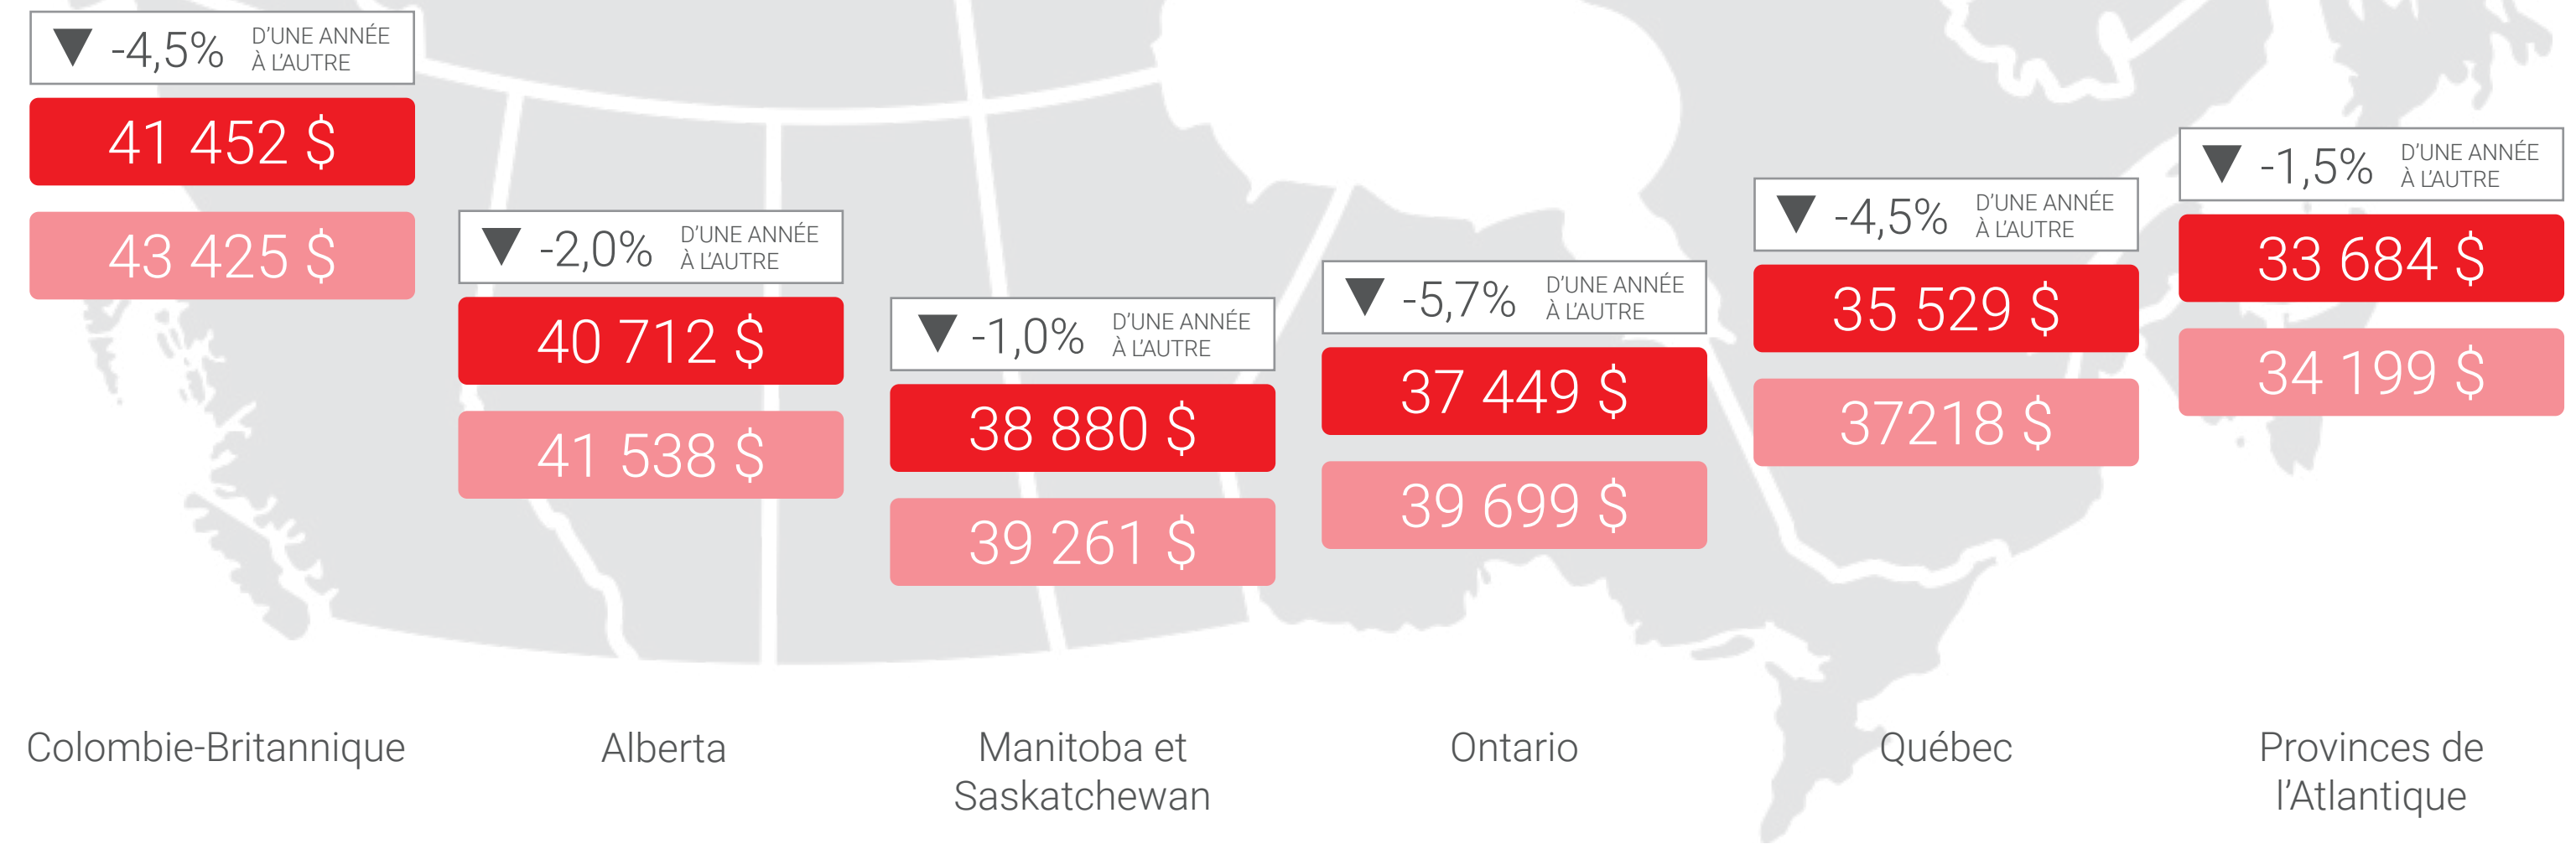 -4,5%
D'UNE ANNÉE
À L'AUTRE
41 452 $
43 425 $
-2,0%
D'UNE ANNÉE
À L'AUTRE
40 712 $
41 538 $
-1,0%
D'UNE ANNÉE
À L'AUTRE
38 880 $
39 261 $
-5,7%
D'UNE ANNÉE
À L'AUTRE
37 449 $
39 699 $
-4,5%
D'UNE ANNÉE
À L'AUTRE
35 529 $
37218 $
-1,5%
D'UNE ANNÉE
À L'AUTRE
33 684 $
34 199 $
Colombie-Britannique
Alberta
Manitoba et
Saskatchewan
Ontario
Québec
Provinces de
l'Atlantique